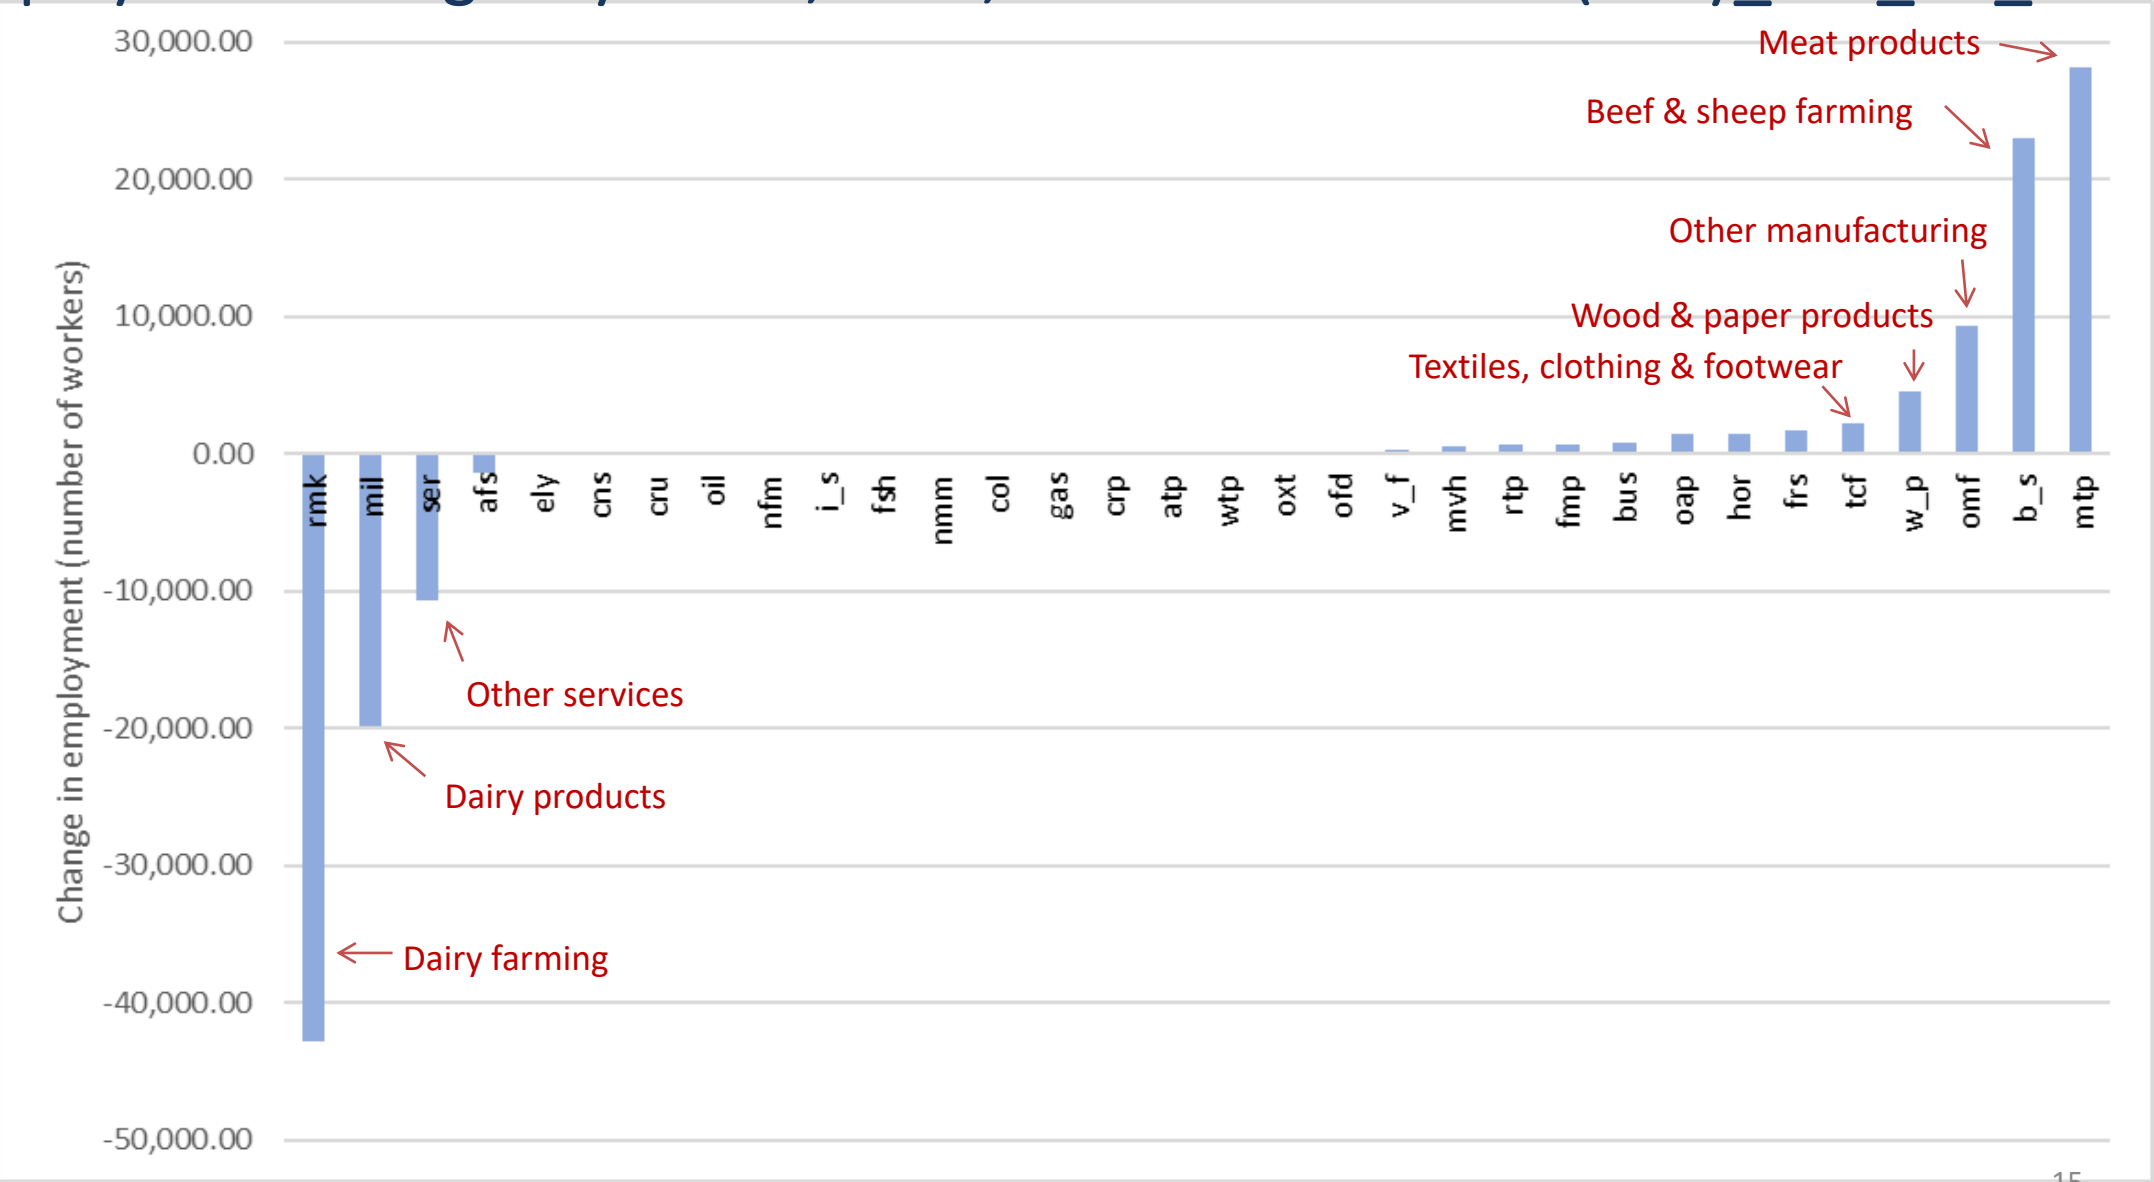 30,000.00
20,000.00
10,000.00
0.00
-10,000.00
-20,000.00
-30,000.00
-40,000.00
-50,000.00
Change in employment (number of workers)
Meat products
Beef & sheep farming
Other manufacturing
Wood & paper products
Textiles, clothing & footwear
rmk mil ser afs ely cns cru oil nfm i_s fsh nmm col gas crp atp wtp oxt ofd v_f mvh rtp fmp bus oap hor frs tcf w_p omf b_s mtp
Other services
Dairy products
Dairy farming